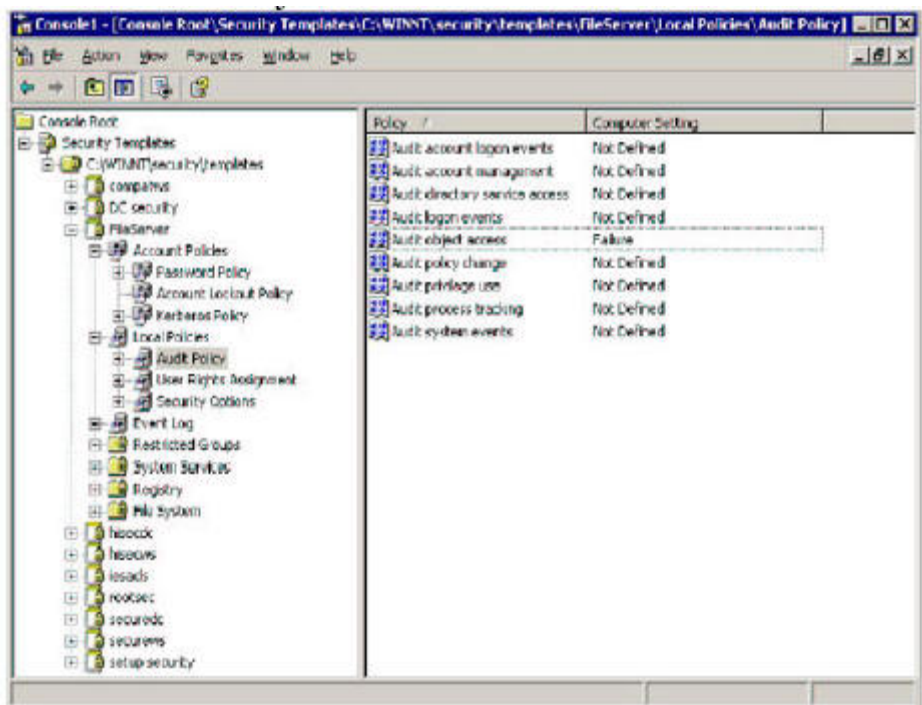 Console1 - [Console Root\Security Templates\C:\WINNT\security\templates\FileServer\Local Policies\Audit Policy]
File Action View Favorites Window Help
Console Root
Security Templates
C:\WINNT\security\templates
compatws
DC security
FileServer
Account Policies
Password Policy
Account Lockout Policy
Kerberos Policy
Local Policies
Audit Policy
User Rights Assignment
Security Options
Event Log
Restricted Groups
System Services
Registry
File System
hisecdc
hisecws
iesacls
rootsec
securedc
securews
setup security
Policy Computer Setting
Audit account logon events Not Defined
Audit account management Not Defined
Audit directory service access Not Defined
Audit logon events Not Defined
Audit object access Failure
Audit policy change Not Defined
Audit privilege use Not Defined
Audit process tracking Not Defined
Audit system events Not Defined